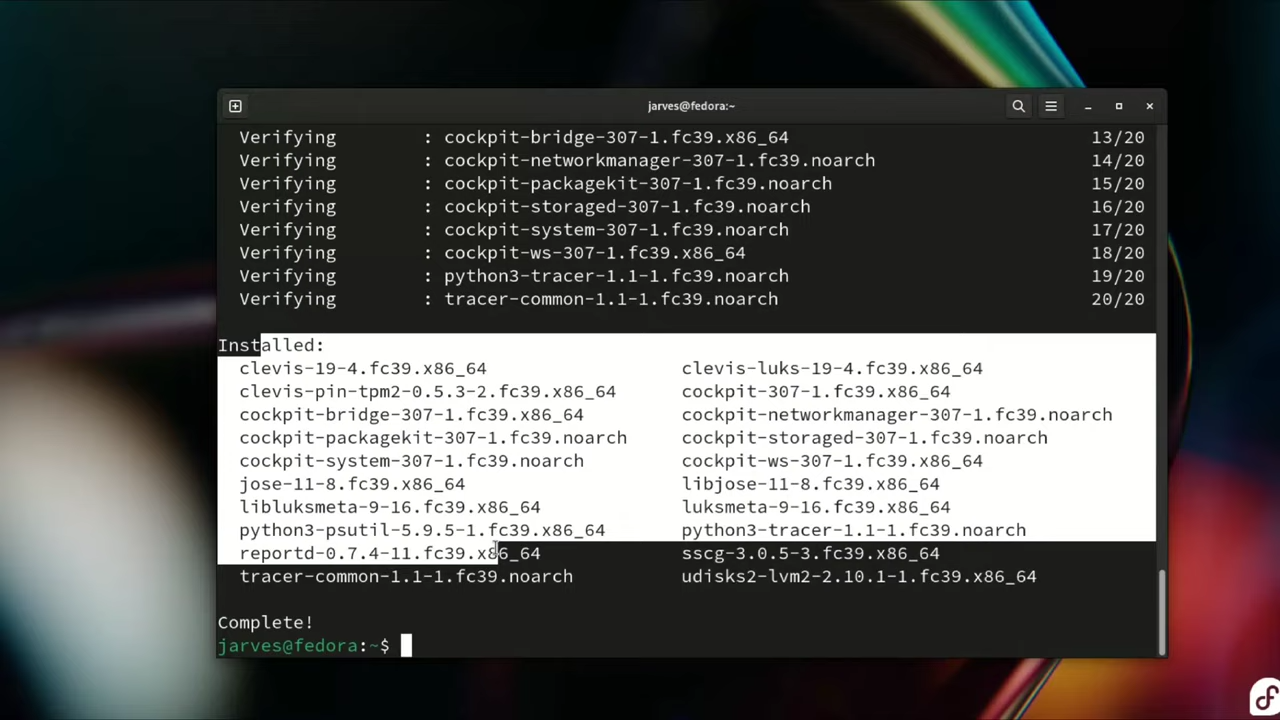 jarves@fedora:~
Verifying : cockpit-bridge-307-1.fc39.x86_64 13/20
Verifying : cockpit-networkmanager-307-1.fc39.noarch 14/20
Verifying : cockpit-packagekit-307-1.fc39.noarch 15/20
Verifying : cockpit-storaged-307-1.fc39.noarch 16/20
Verifying : cockpit-system-307-1.fc39.noarch 17/20
Verifying : cockpit-ws-307-1.fc39.x86_64 18/20
Verifying : python3-tracer-1.1-1.fc39.noarch 19/20
Verifying : tracer-common-1.1-1.fc39.noarch 20/20
Installed:
clevis-19-4.fc39.x86_64 clevis-luks-19-4.fc39.x86_64
clevis-pin-tpm2-0.5.3-2.fc39.x86_64 cockpit-307-1.fc39.x86_64
cockpit-bridge-307-1.fc39.x86_64 cockpit-networkmanager-307-1.fc39.noarch
cockpit-packagekit-307-1.fc39.noarch cockpit-storaged-307-1.fc39.noarch
cockpit-system-307-1.fc39.noarch cockpit-ws-307-1.fc39.x86_64
jose-11-8.fc39.x86_64 libjose-11-8.fc39.x86_64
libluksmeta-9-16.fc39.x86_64 luksmeta-9-16.fc39.x86_64
python3-psutil-5.9.5-1.fc39.x86_64 python3-tracer-1.1-1.fc39.noarch
reportd-0.7.4-11.fc39.x86_64 sscg-3.0.5-3.fc39.x86_64
tracer-common-1.1-1.fc39.noarch udisks2-lvm2-2.10.1-1.fc39.x86_64
Complete!
jarves@fedora:~$